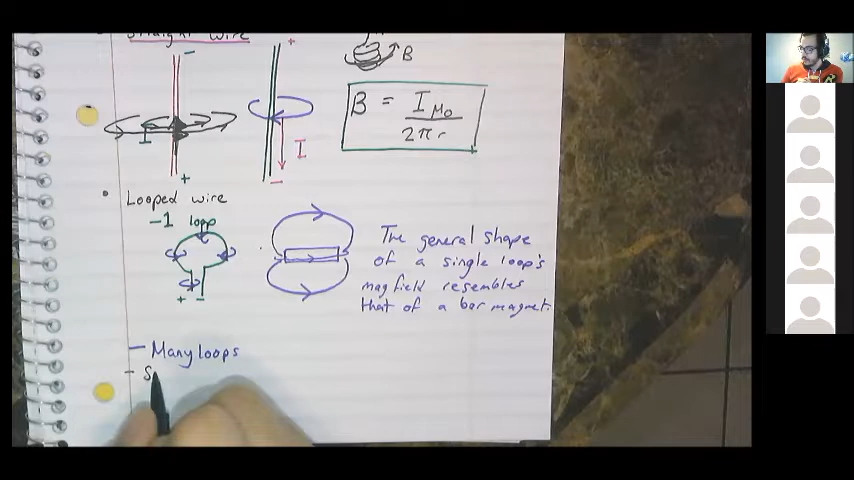 Straight wire
- +
B
B = Iμ₀
2πr
I I
+ -
• Looped wire
-1 loop
+ -
The general shape
of a single loop's
mag field resembles
that of a bar magnet.
- Many loops
- S